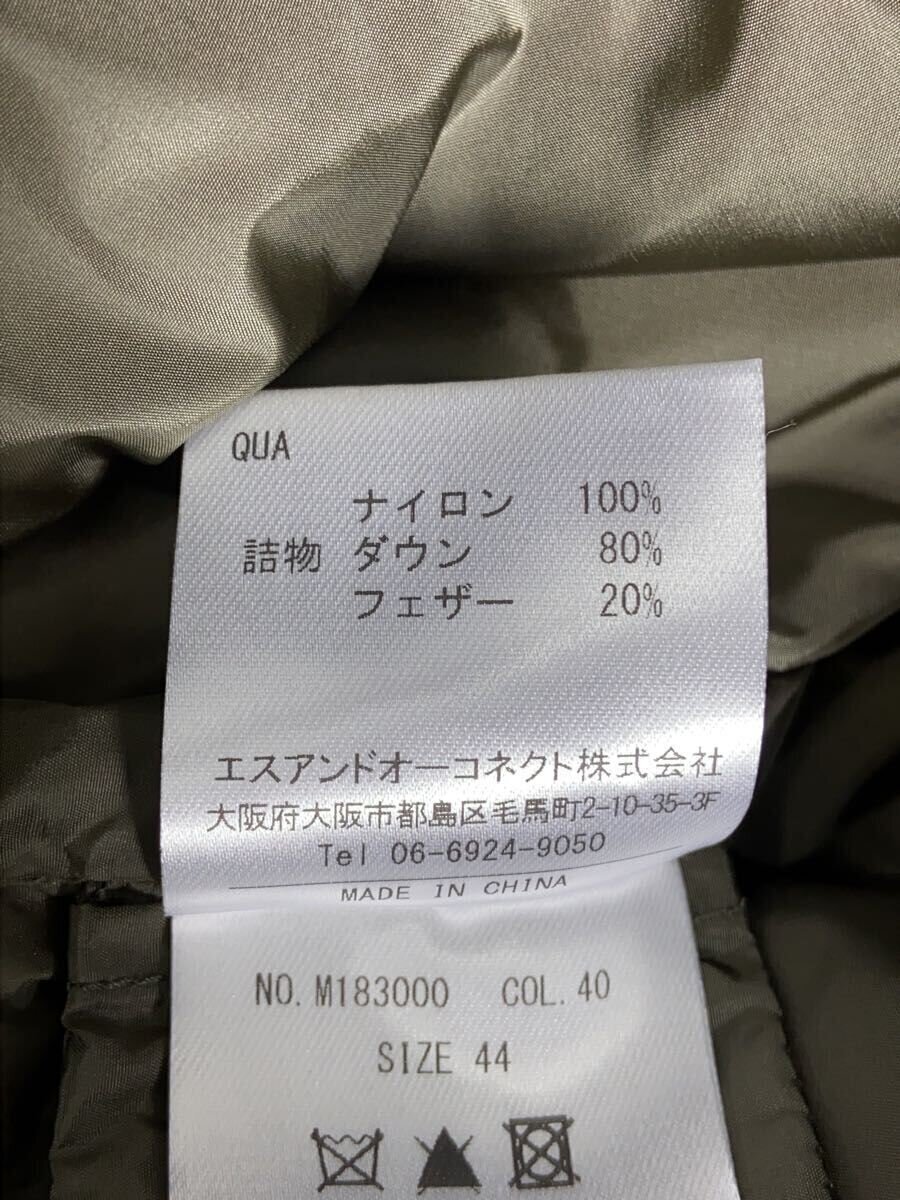 QUA
ナイロン 100%
詰物 ダウン 80%
フェザー 20%
エスアンドオーコネクト株式会社
大阪府大阪市都島区毛馬町2-10-35-3F
Tel 06-6924-9050
MADE IN CHINA
NO. M183000 COL. 40
SIZE 44